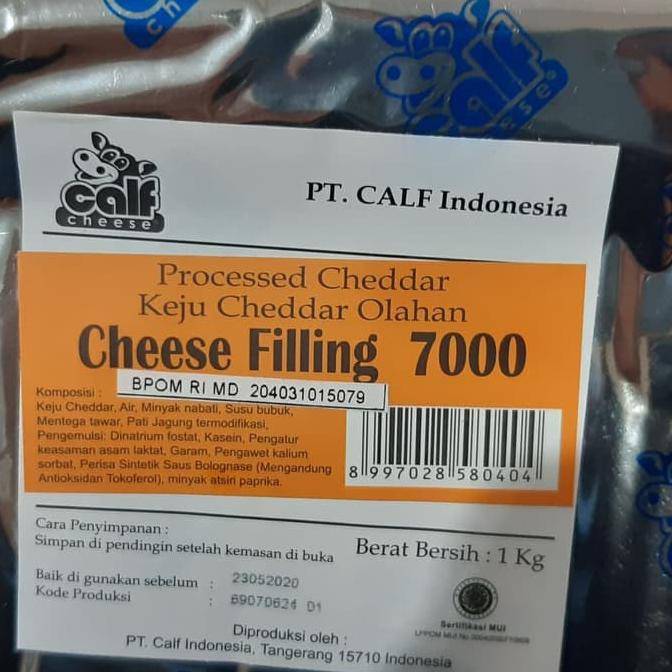 calf
cheese
PT. CALF Indonesia
Processed Cheddar
Keju Cheddar Olahan
Cheese Filling 7000
BPOM RI MD 204031015079
Komposisi :
Keju Cheddar, Air, Minyak nabati, Susu bubuk,
Mentega tawar, Pati Jagung termodifikasi,
Pengemulsi: Dinatrium fostat, Kasein, Pengatur
keasaman asam laktat, Garam, Pengawet kalium
sorbat, Perisa Sintetik Saus Bolognase (Mengandung
Antioksidan Tokoferol), minyak atsiri paprika.
8 997028 580404
Cara Penyimpanan :
Simpan di pendingin setelah kemasan di buka
Berat Bersih : 1 Kg
Baik di gunakan sebelum : 23052020
Kode Produksi : 69070624 D1
Sertifikasi MUI
Diproduksi oleh :
PT. Calf Indonesia, Tangerang 15710 Indonesia